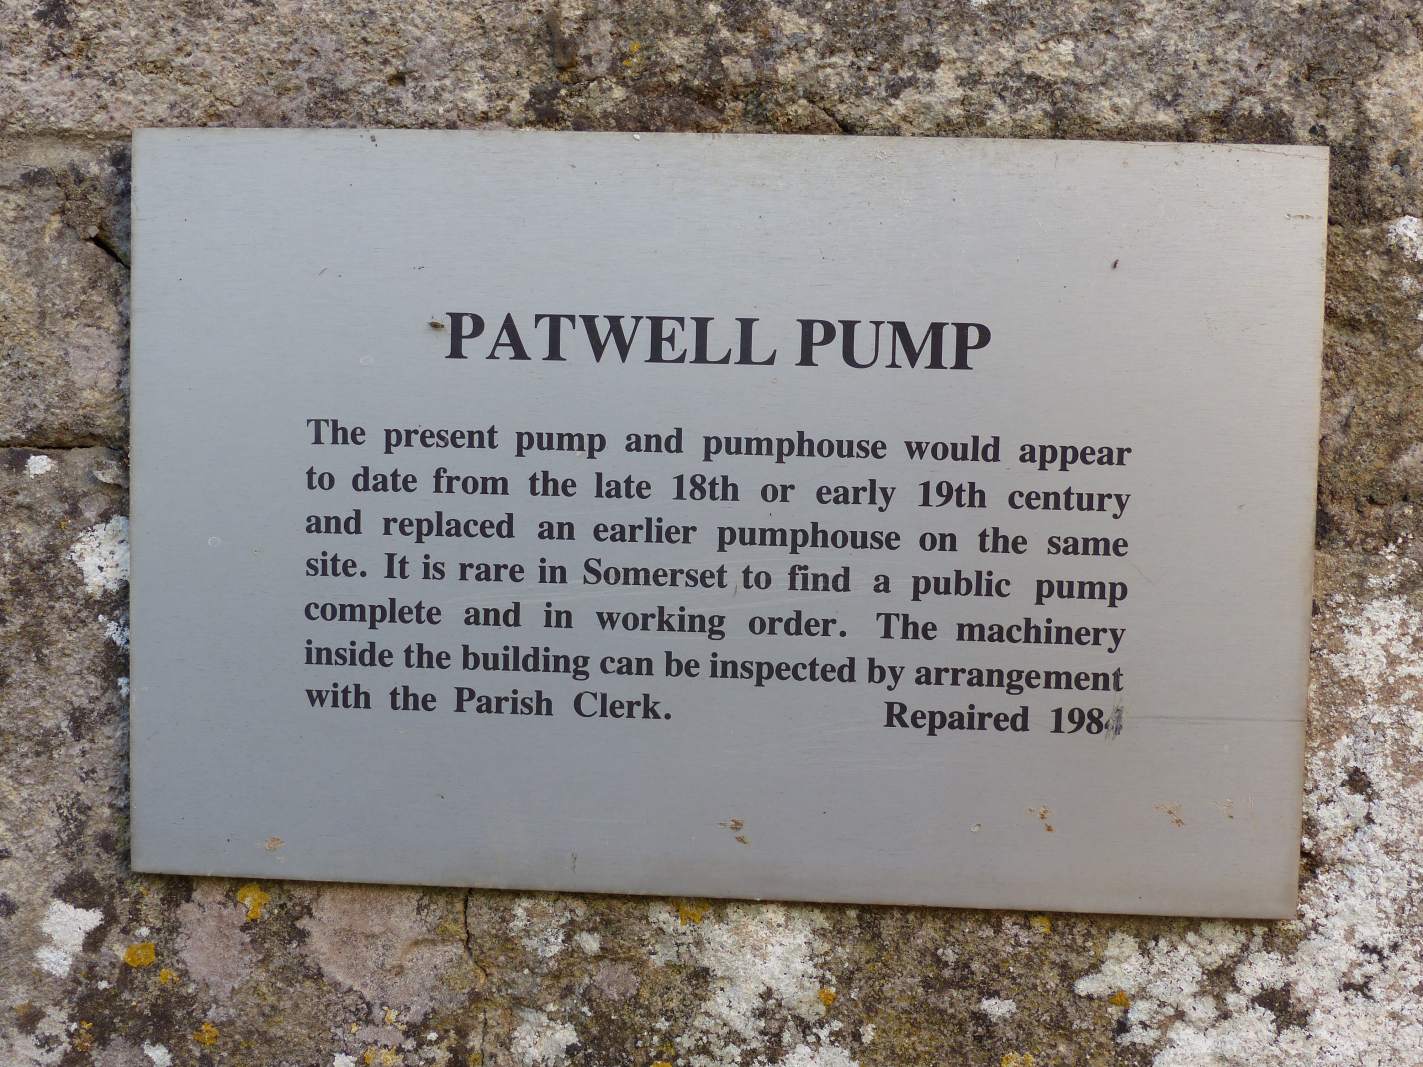 PATWELL PUMP
The present pump and pumphouse would appear
to date from the late 18th or early 19th century
and replaced an earlier pumphouse on the same
site. It is rare in Somerset to find a public pump
complete and in working order. The machinery
inside the building can be inspected by arrangement
with the Parish Clerk. Repaired 1984